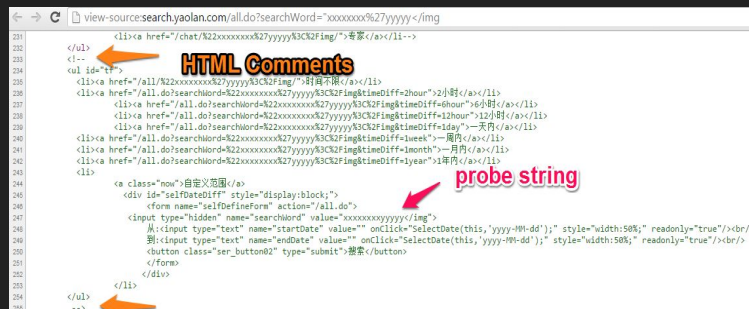 view-source:search.yaolan.com/all.do?searchWord="xxxxxxxx%27yyyyy</img
231 <li><a href="/chat/%22xxxxxxxx%27yyyyy%3C%2Fimg/">专家</a></li-->
232 </ul>
233 <!--
HTML Comments
234 <ul id="tf">
235 <li><a href="/all/%22xxxxxxxx%27yyyyy%3C%2Fimg/">时间不限</a></li>
236 <li><a href="/all.do?searchWord=%22xxxxxxxx%27yyyyy%3C%2Fimg&timeDiff=2hour">2小时</a></li>
237 <li><a href="/all.do?searchWord=%22xxxxxxxx%27yyyyy%3C%2Fimg&timeDiff=6hour">6小时</a></li>
238 <li><a href="/all.do?searchWord=%22xxxxxxxx%27yyyyy%3C%2Fimg&timeDiff=12hour">12小时</a></li>
239 <li><a href="/all.do?searchWord=%22xxxxxxxx%27yyyyy%3C%2Fimg&timeDiff=1day">一天内</a></li>
240 <li><a href="/all.do?searchWord=%22xxxxxxxx%27yyyyy%3C%2Fimg&timeDiff=1week">一周内</a></li>
241 <li><a href="/all.do?searchWord=%22xxxxxxxx%27yyyyy%3C%2Fimg&timeDiff=1month">一月内</a></li>
242 <li><a href="/all.do?searchWord=%22xxxxxxxx%27yyyyy%3C%2Fimg&timeDiff=1year">1年内</a></li>
243 <li>
probe string
244 <a class="now">自定义范围</a>
245 <div id="selfDateDiff" style="display:block;">
246 <form name="selfDefineForm" action="/all.do">
247 <input type="hidden" name="searchWord" value="xxxxxxxxyyyyy</img">
248 从:<input type="text" name="startDate" value="" onClick="SelectDate(this,'yyyy-MM-dd');" style="width:50%;" readonly="true"/><br/
249 到:<input type="text" name="endDate" value="" onClick="SelectDate(this,'yyyy-MM-dd');" style="width:50%;" readonly="true"/><br/>
250 <button class="ser_button02" type="submit">搜索</button>
251 </form>
252 </div>
253 </li>
254 </ul>
255 -->